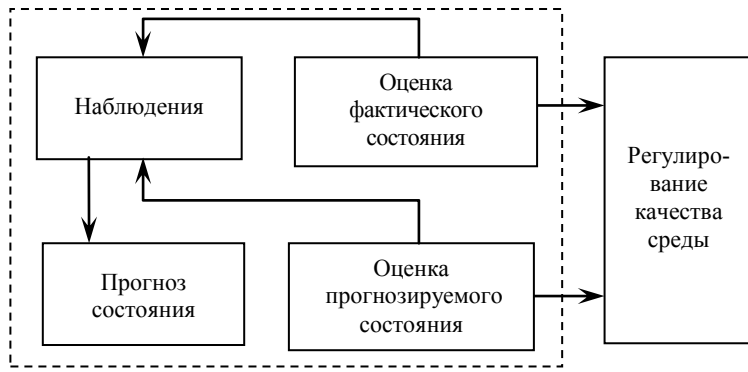 Наблюдения
Оценка
фактического
состояния
Регулиро-
вание
качества
среды
Прогноз
состояния
Оценка
прогнозируемого
состояния